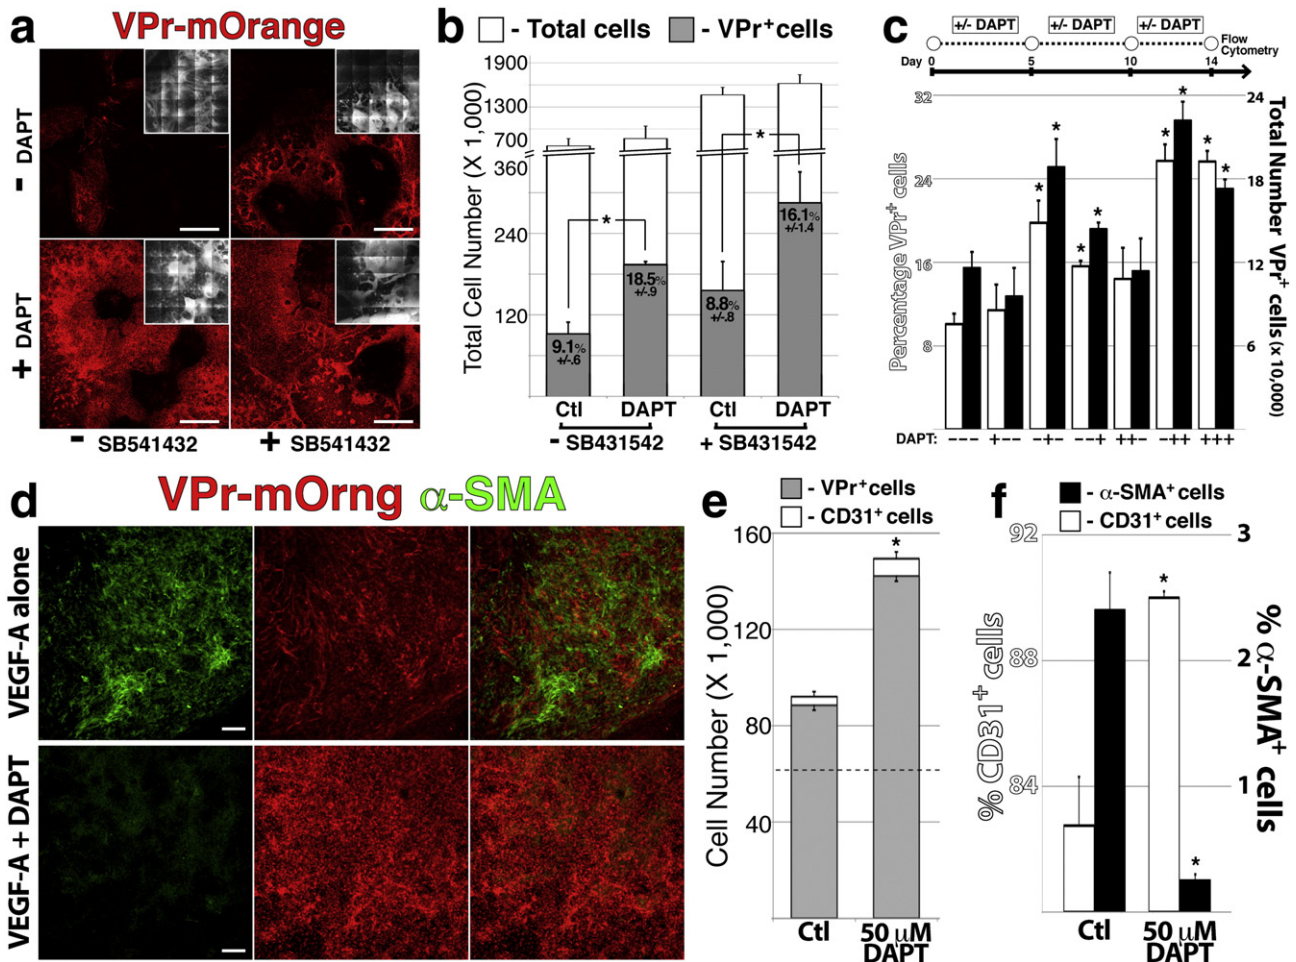 a
VPr-mOrange
- DAPT
+ DAPT
- SB541432
+ SB541432
b
- Total cells
- VPr+cells
Total Cell Number (X 1,000)
1900
1300
700
360
240
120
*
*
9.1%
+/-.6
18.5%
+/-.9
8.8%
+/-.8
16.1%
+/-1.4
Ctl DAPT Ctl DAPT
- SB431542 + SB431542
c
+/- DAPT +/- DAPT +/- DAPT
Flow
Cytometry
Day 0 5 10 14
Percentage VPr+ cells
32
24
16
8
Total Number VPr+ cells (x 10,000)
24
18
12
6
* * * * * * * *
DAPT: --- +-- -+- --+ ++- -++ +++
d
VPr-mOrng α-SMA
VEGF-A alone
VEGF-A + DAPT
e
- VPr+cells
- CD31+ cells
Cell Number (X 1,000)
160
120
80
40
*
Ctl 50 μM
DAPT
f
- α-SMA+ cells
- CD31+ cells
% CD31+ cells
92
88
84
% α-SMA+ cells
3
2
1
*
*
Ctl 50 μM
DAPT